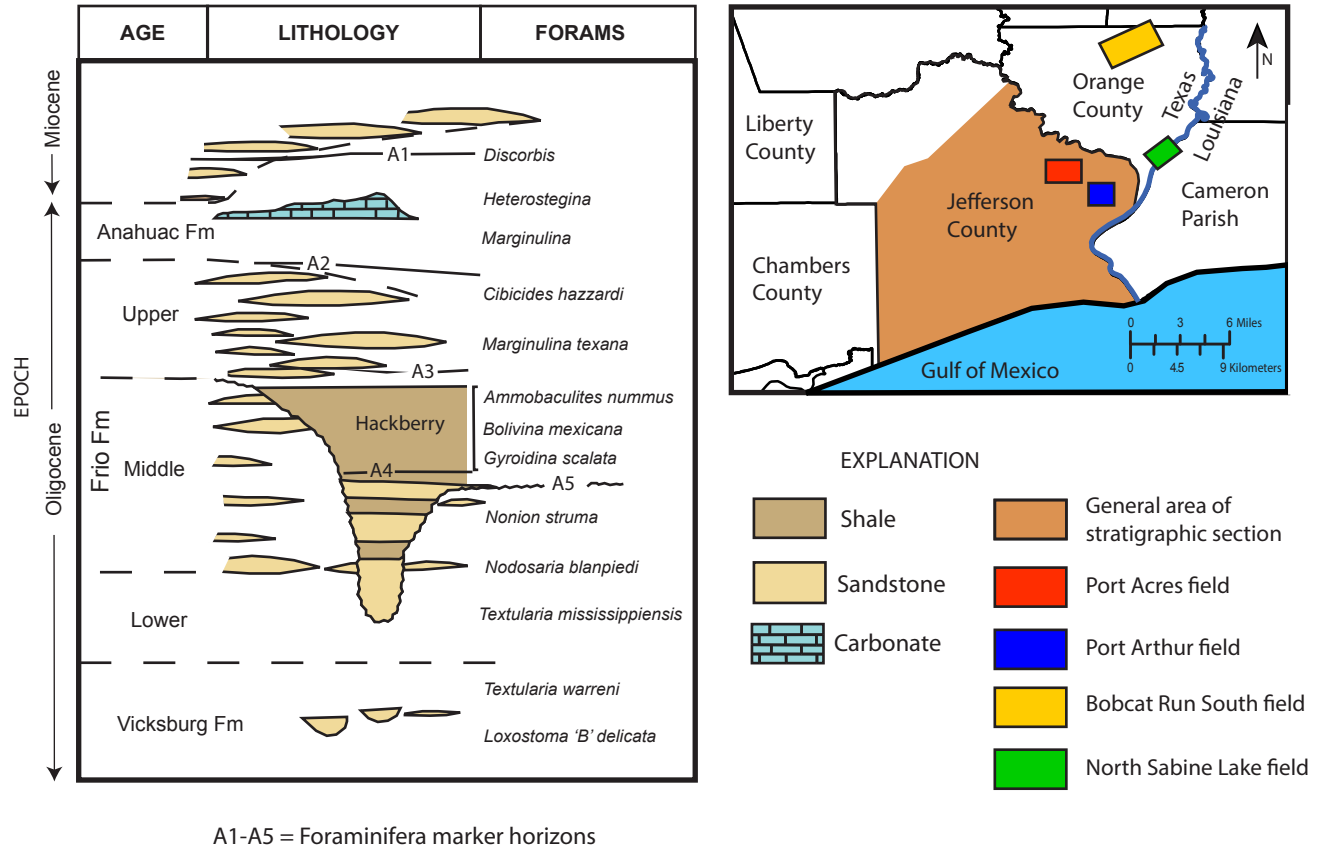 AGE
LITHOLOGY
FORAMS
EPOCH
Miocene
Oligocene
Anahuac Fm
Upper
Frio Fm
Middle
Lower
Vicksburg Fm
A1
A2
A3
Hackberry
A4
A5
Discorbis
Heterostegina
Marginulina
Cibicides hazzardi
Marginulina texana
Ammobaculites nummus
Bolivina mexicana
Gyroidina scalata
Nonion struma
Nodosaria blanpiedi
Textularia mississippiensis
Textularia warreni
Loxostoma ‘B’ delicata
A1-A5 = Foraminifera marker horizons
Liberty
County
Orange
County
Texas
Louisiana
N
Jefferson
County
Cameron
Parish
Chambers
County
0 3 6 Miles
0 4.5 9 Kilometers
Gulf of Mexico
EXPLANATION
Shale
Sandstone
Carbonate
General area of
stratigraphic section
Port Acres field
Port Arthur field
Bobcat Run South field
North Sabine Lake field